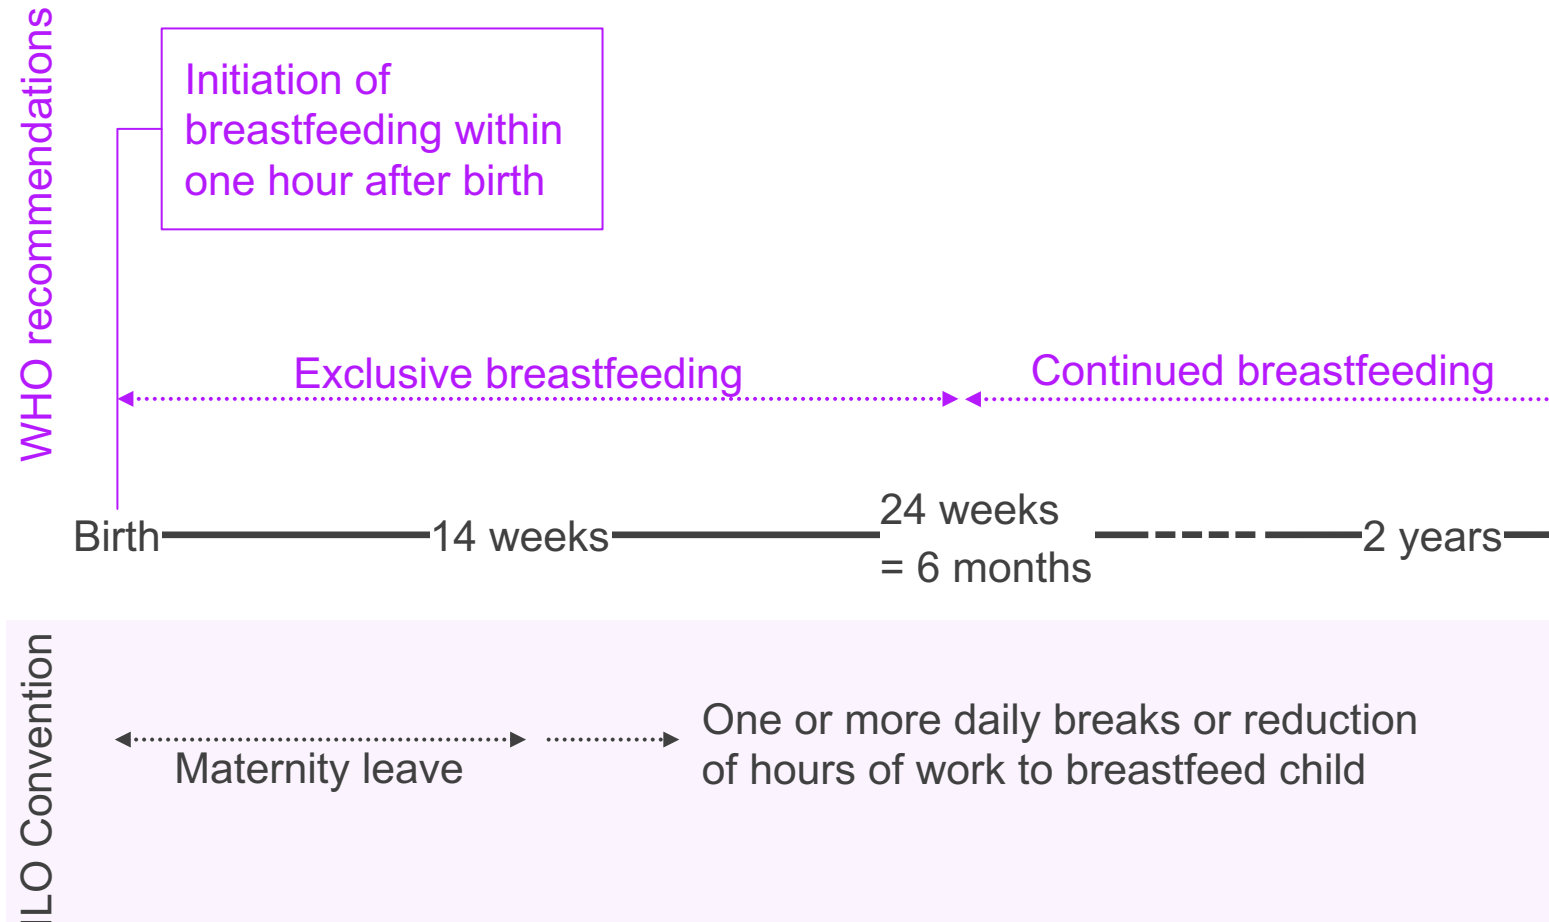 WHO recommendations
Initiation of
breastfeeding within
one hour after birth
Exclusive breastfeeding
Continued breastfeeding
Birth
14 weeks
24 weeks
= 6 months
2 years
ILO Convention
Maternity leave
One or more daily breaks or reduction
of hours of work to breastfeed child